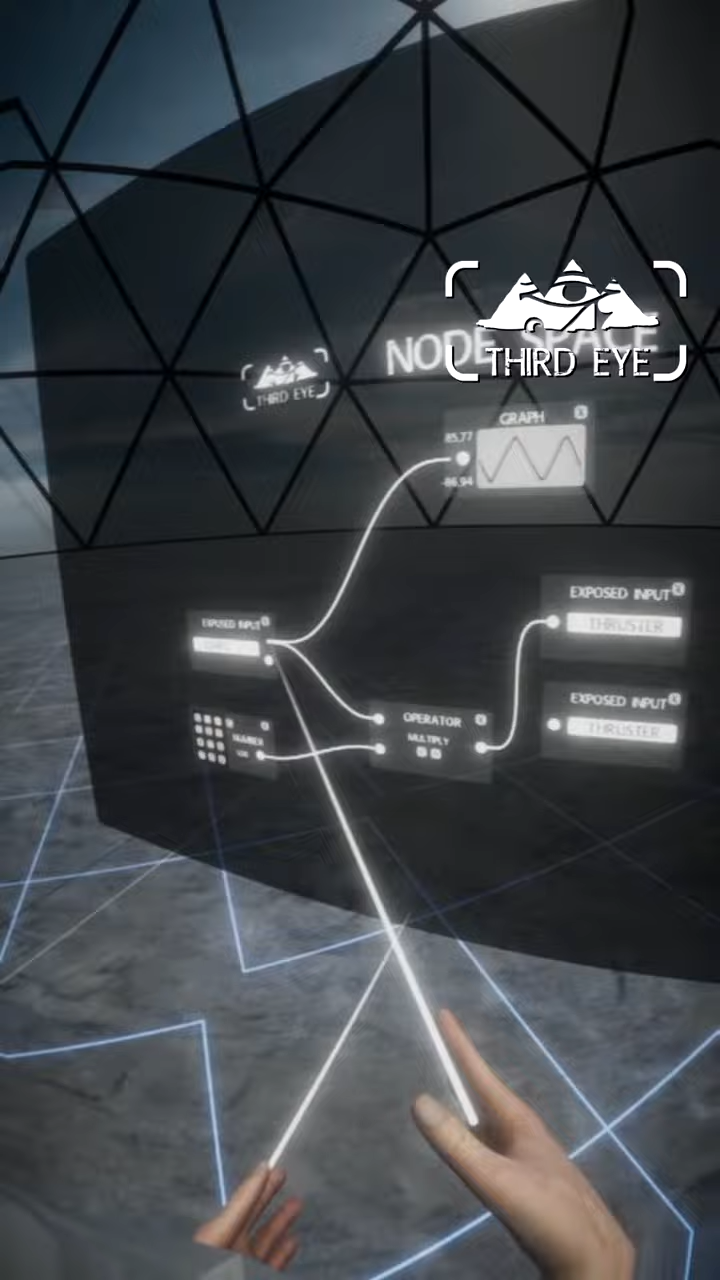 NODE SPACE
THIRD EYE
THIRD EYE
GRAPH
85.77
-86.94
EXPOSED INPUT
THRUSTER
EXPOSED INPUT
OPERATOR
MULTIPLY
NUMBER
EXPOSED INPUT
THRUSTER